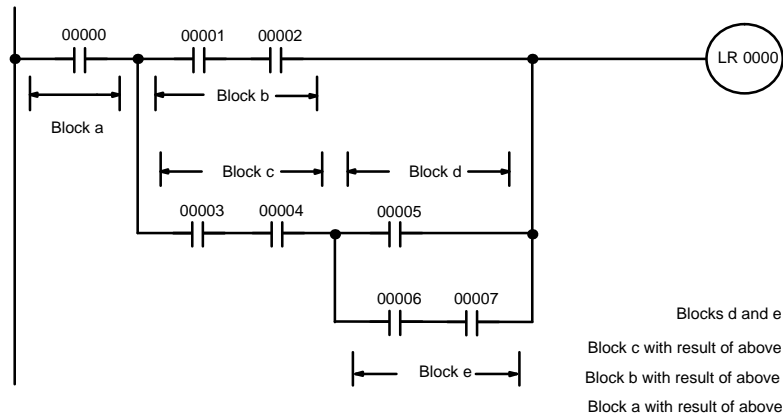 00000 00001 00002
LR 0000
Block b
Block a
Block c Block d
00003 00004 00005
00006 00007
Blocks d and e
Block c with result of above
Block e
Block b with result of above
Block a with result of above